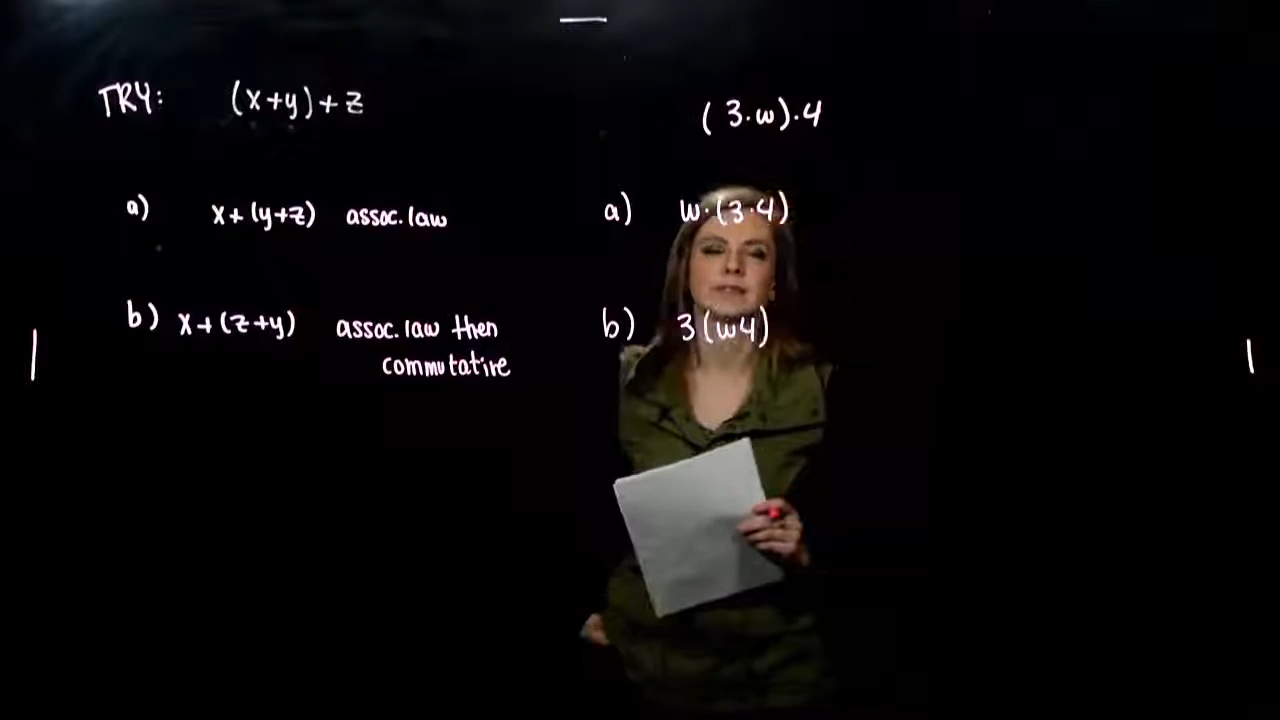 TRY: (x+y)+z
a) x+(y+z) assoc. law
b) x+(z+y) assoc. law then
commutative
(3·w)·4
a) w·(3·4)
b) 3(w4)